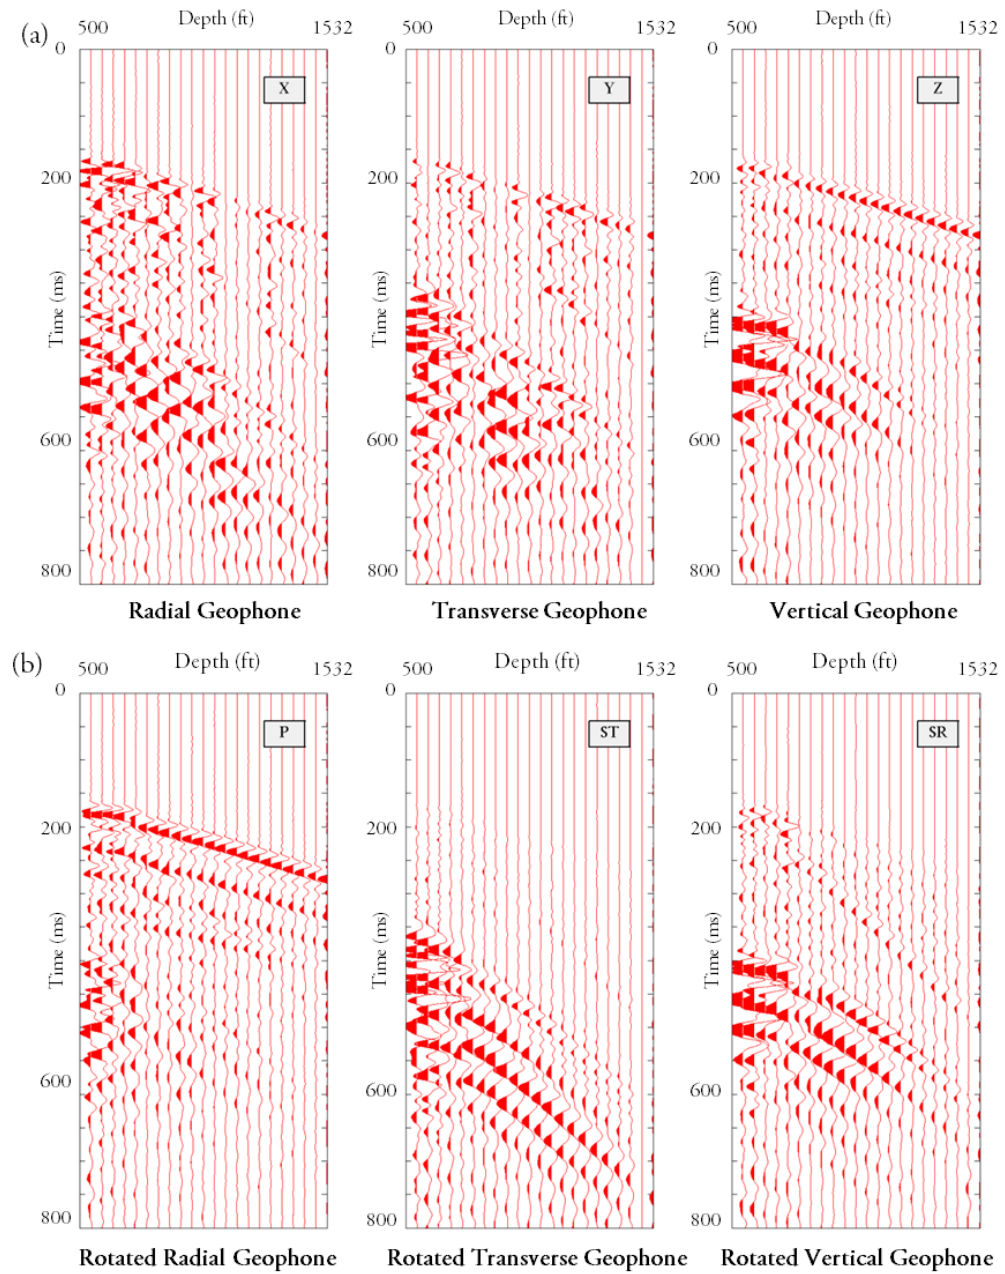 (a)
Depth (ft) Depth (ft) Depth (ft)
500 1532 500 1532 500 1532
0 0 0
X Y Z
200 200 200
Time (ms) Time (ms) Time (ms)
600 600 600
800 800 800
Radial Geophone Transverse Geophone Vertical Geophone
(b)
Depth (ft) Depth (ft) Depth (ft)
500 1532 500 1532 500 1532
0 0 0
P ST SR
200 200 200
Time (ms) Time (ms) Time (ms)
600 600 600
800 800 800
Rotated Radial Geophone Rotated Transverse Geophone Rotated Vertical Geophone